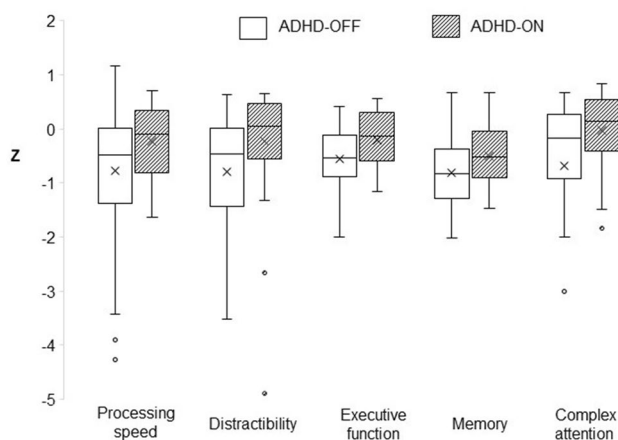 ADHD-OFF ADHD-ON
2
1
0
-1
-2
-3
-4
-5
Z
Processing speed
Distractibility
Executive function
Memory
Complex attention